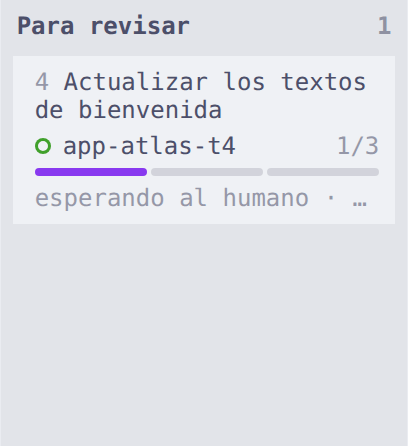 Para revisar 1
4 Actualizar los textos
de bienvenida
app-atlas-t4 1/3
esperando al humano · …